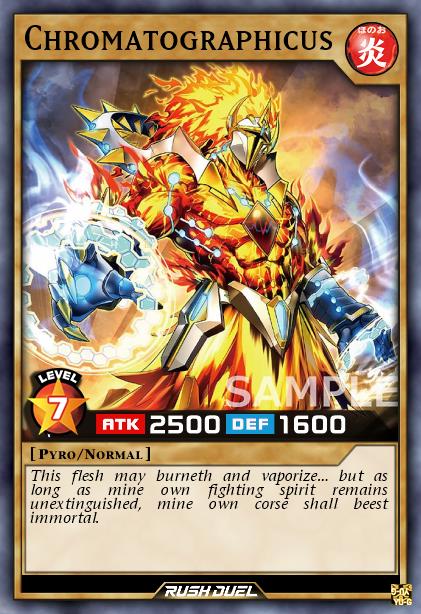 CHROMATOGRAPHICUS
ほのお
炎
SAMPLE
LEVEL
7
ATK 2500 DEF 1600
[PYRO/NORMAL]
This flesh may burneth and vaporize... but as
long as mine own fighting spirit remains
unextinguished, mine own corse shall beest
immortal.
RUSH DUEL